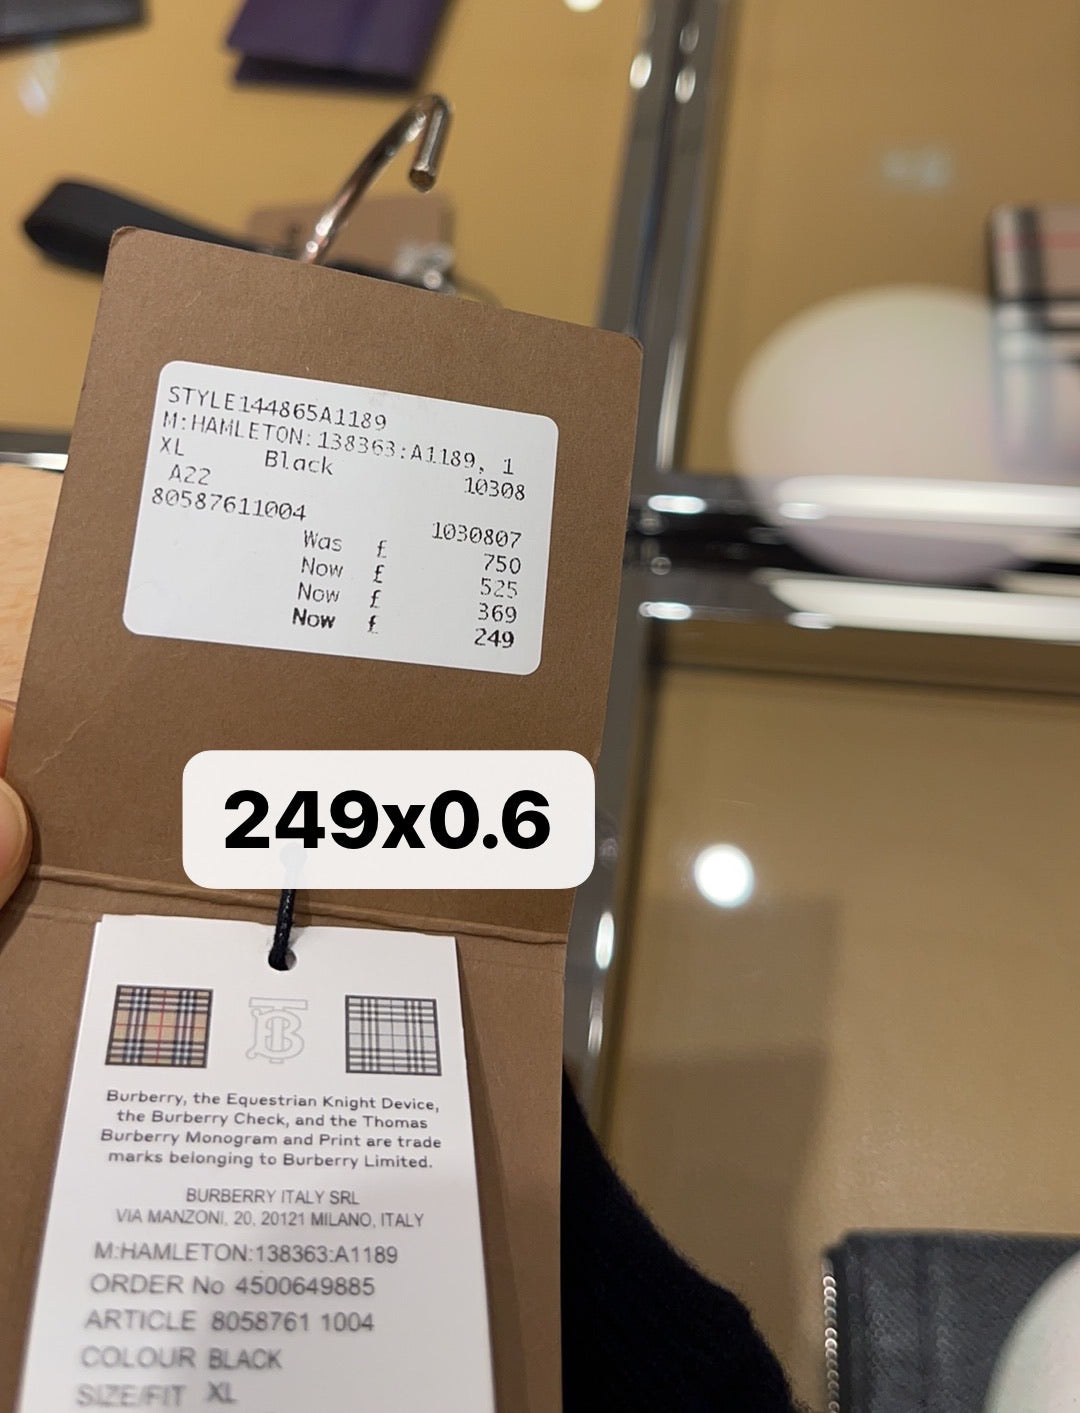 STYLE144865A1189
M:HAMLETON:138363:A1189, 1
XL Black 10308
A22
80587611004 1030807
Was £ 750
Now £ 525
Now £ 369
Now £ 249
249x0.6
B
Burberry, the Equestrian Knight Device,
the Burberry Check, and the Thomas
Burberry Monogram and Print are trade
marks belonging to Burberry Limited.
BURBERRY ITALY SRL
VIA MANZONI, 20, 20121 MILANO, ITALY
M:HAMLETON:138363:A1189
ORDER No 4500649885
ARTICLE 8058761 1004
COLOUR BLACK
SIZE/FIT XL